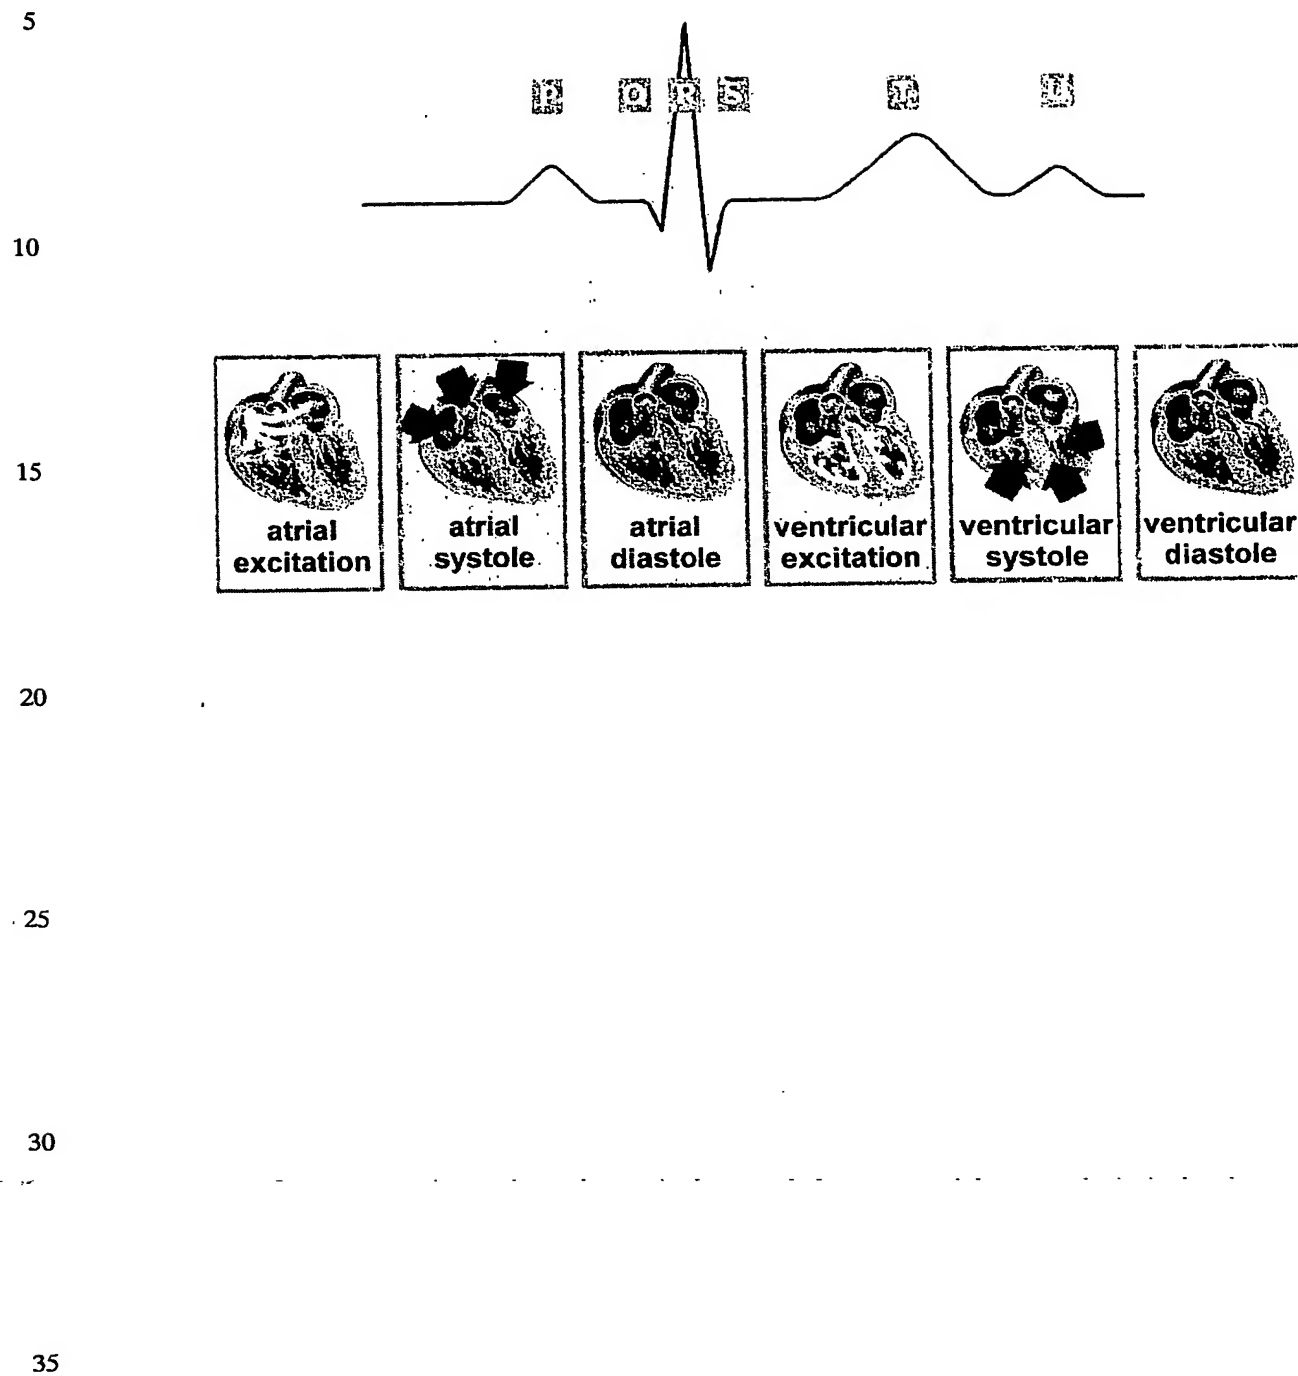 5
P Q R S T U
10
atrial excitation
atrial systole
atrial diastole
ventricular excitation
ventricular systole
ventricular diastole
15
20
25
30
35